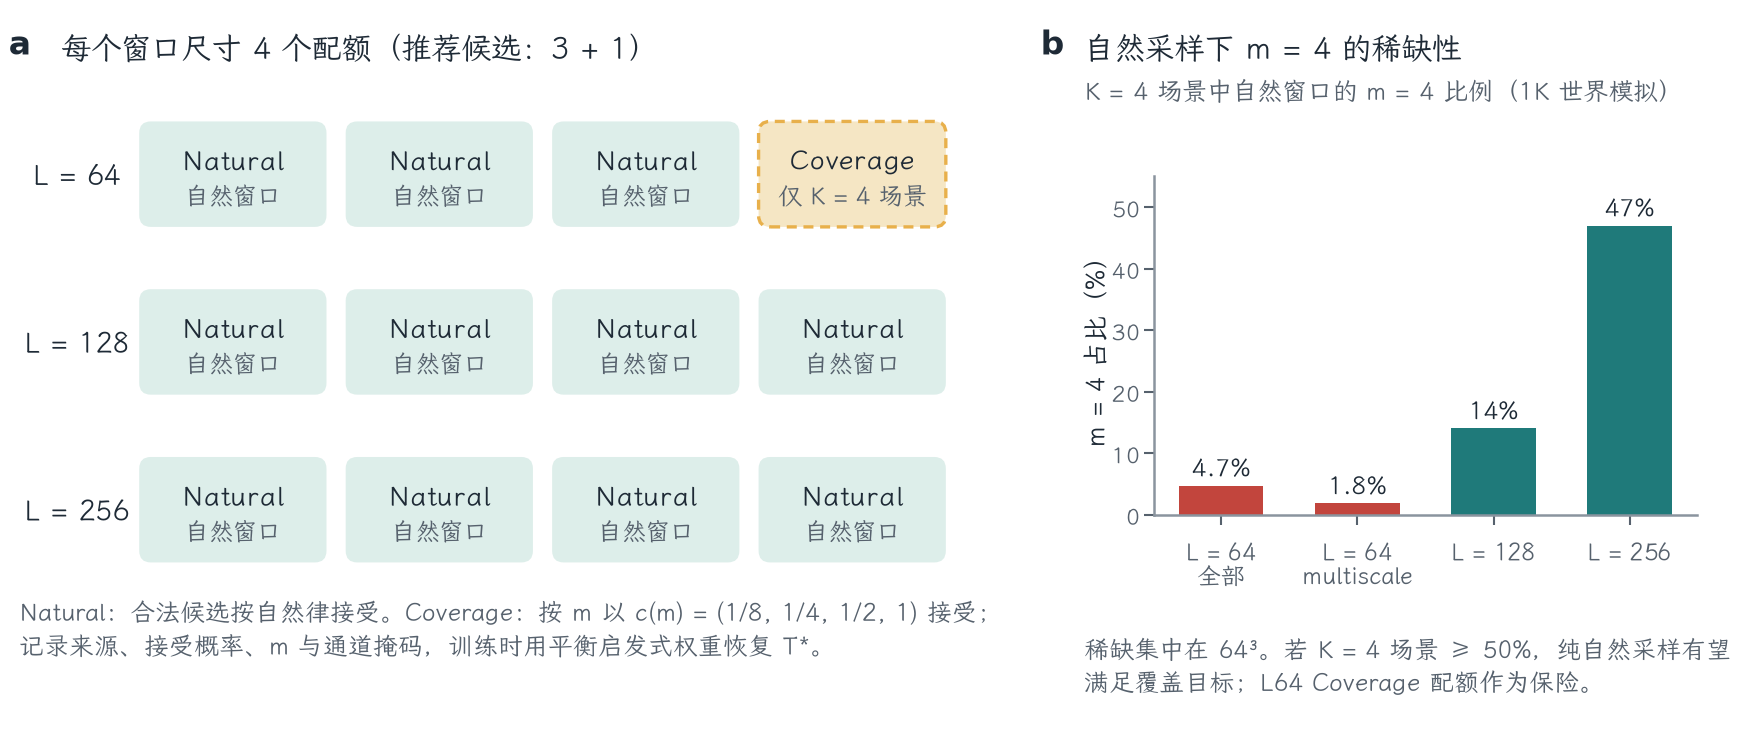 a 每个窗口尺寸 4 个配额（推荐候选：3 + 1）
L = 64
Natural
自然窗口
Natural
自然窗口
Natural
自然窗口
Coverage
仅 K = 4 场景
L = 128
Natural
自然窗口
Natural
自然窗口
Natural
自然窗口
Natural
自然窗口
L = 256
Natural
自然窗口
Natural
自然窗口
Natural
自然窗口
Natural
自然窗口
Natural：合法候选按自然律接受。Coverage：按 m 以 c(m) = (1/8, 1/4, 1/2, 1) 接受；
记录来源、接受概率、m 与通道掩码，训练时用平衡启发式权重恢复 T*。
b 自然采样下 m = 4 的稀缺性
K = 4 场景中自然窗口的 m = 4 比例（1K 世界模拟）
m = 4 占比（%）
50
40
30
20
10
0
4.7%
1.8%
14%
47%
L = 64
全部
L = 64
multiscale
L = 128
L = 256
稀缺集中在 64³。若 K = 4 场景 ≥ 50%，纯自然采样有望
满足覆盖目标；L64 Coverage 配额作为保险。